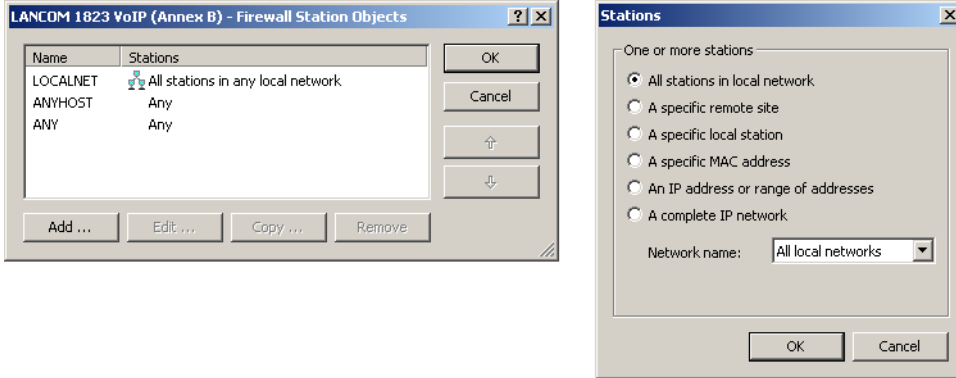 LANCOM 1823 VoIP (Annex B) - Firewall Station Objects
Name Stations
LOCALNET All stations in any local network
ANYHOST Any
ANY Any
OK
Cancel
Add ... Edit ... Copy ... Remove
Stations
One or more stations
All stations in local network
A specific remote site
A specific local station
A specific MAC address
An IP address or range of addresses
A complete IP network
Network name: All local networks
OK Cancel